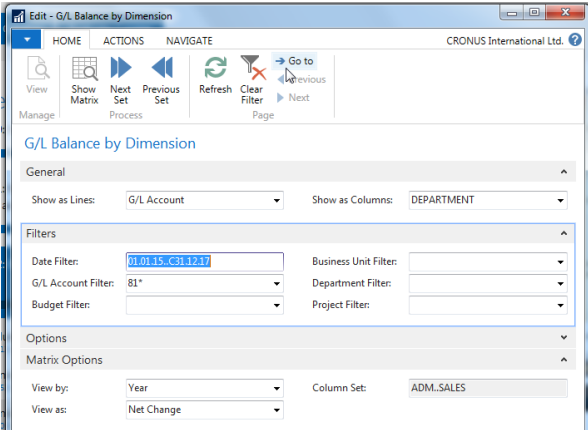 Edit - G/L Balance by Dimension
HOME ACTIONS NAVIGATE CRONUS International Ltd.
View Show Matrix Next Set Previous Set Refresh Clear Filter Go to
Previous
Next
Manage Process Page
G/L Balance by Dimension
General
Show as Lines: G/L Account Show as Columns: DEPARTMENT
Filters
Date Filter: 01.01.15..C31.12.17 Business Unit Filter:
G/L Account Filter: 81* Department Filter:
Budget Filter: Project Filter:
Options
Matrix Options
View by: Year Column Set: ADM..SALES
View as: Net Change